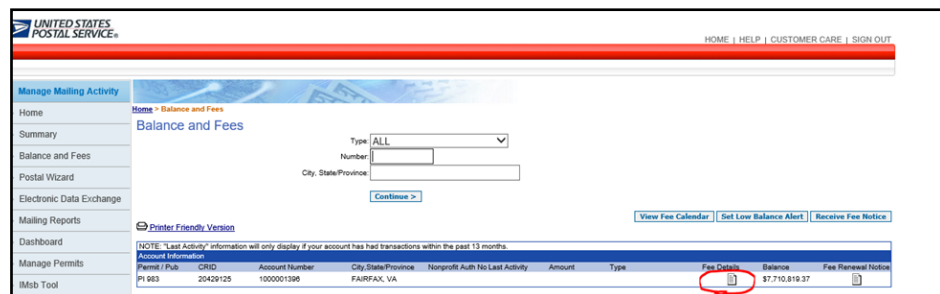 UNITED STATES
POSTAL SERVICE®
HOME | HELP | CUSTOMER CARE | SIGN OUT
Manage Mailing Activity
Home
Summary
Balance and Fees
Postal Wizard
Electronic Data Exchange
Mailing Reports
Dashboard
Manage Permits
IMsb Tool
Home > Balance and Fees
Balance and Fees
Type: ALL
Number:
City, State/Province:
Continue >
View Fee Calendar Set Low Balance Alert Receive Fee Notice
Printer Friendly Version
NOTE: "Last Activity" information will only display if your account has had transactions within the past 13 months.
Account Information
Permit / Pub CRID Account Number City,State/Province Nonprofit Auth No Last Activity Amount Type Fee Details Balance Fee Renewal Notice
PI 983 20429125 1000001396 FAIRFAX, VA $7,710,819.37